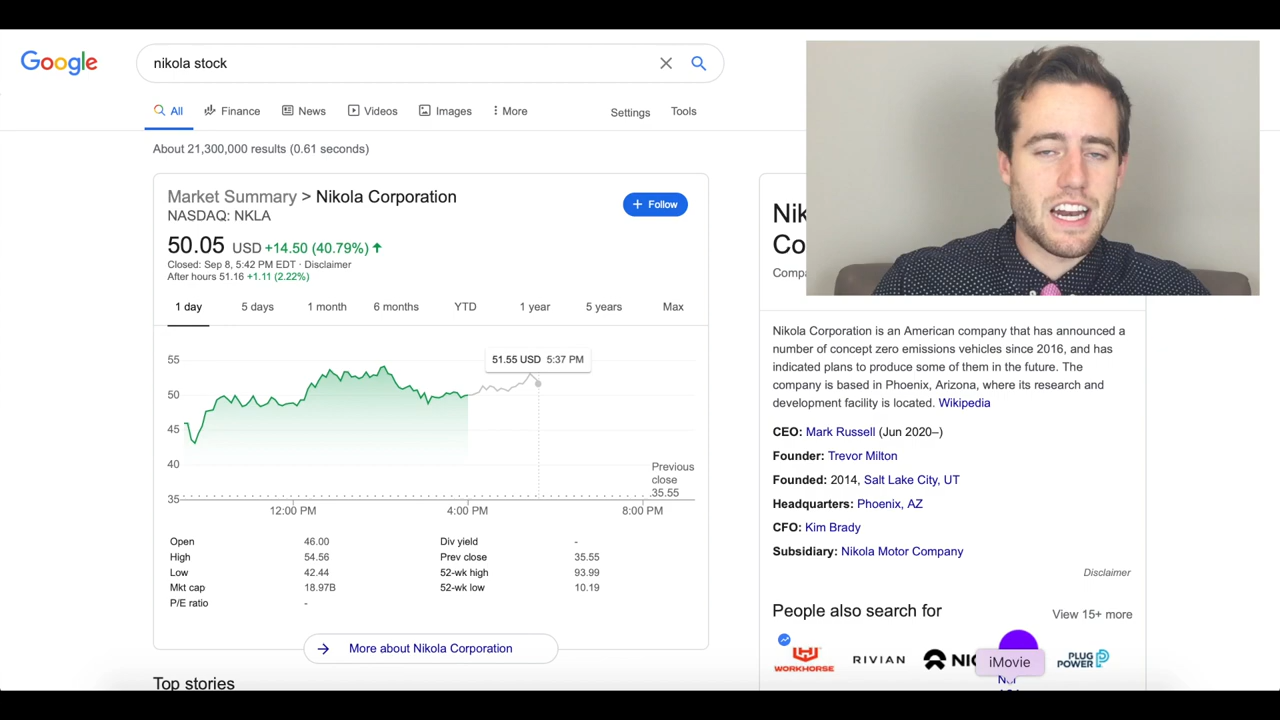 Google
nikola stock
All
Finance
News
Videos
Images
More
Settings
Tools
About 21,300,000 results (0.61 seconds)
Market Summary > Nikola Corporation
NASDAQ: NKLA
Follow
50.05 USD +14.50 (40.79%)
Closed: Sep 8, 5:42 PM EDT · Disclaimer
After hours 51.16 +1.11 (2.22%)
1 day
5 days
1 month
6 months
YTD
1 year
5 years
Max
51.55 USD 5:37 PM
55
50
45
40
35
Previous
close
35.55
12:00 PM
4:00 PM
8:00 PM
Open 46.00
High 54.56
Low 42.44
Mkt cap 18.97B
P/E ratio -
Div yield -
Prev close 35.55
52-wk high 93.99
52-wk low 10.19
More about Nikola Corporation
Top stories
Nik
Co
Compa
Nikola Corporation is an American company that has announced a
number of concept zero emissions vehicles since 2016, and has
indicated plans to produce some of them in the future. The
company is based in Phoenix, Arizona, where its research and
development facility is located. Wikipedia
CEO: Mark Russell (Jun 2020–)
Founder: Trevor Milton
Founded: 2014, Salt Lake City, UT
Headquarters: Phoenix, AZ
CFO: Kim Brady
Subsidiary: Nikola Motor Company
Disclaimer
People also search for
View 15+ more
WORKHORSE
RIVIAN
NIO
iMovie
PLUG
POWER